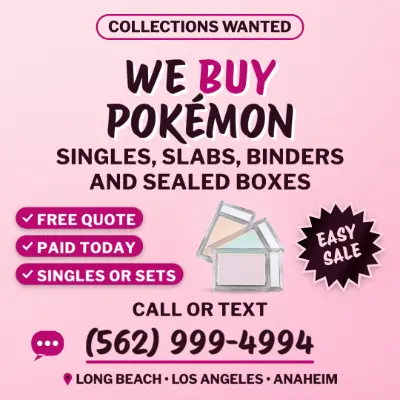 COLLECTIONS WANTED
WE BUY
POKÉMON
SINGLES, SLABS, BINDERS
AND SEALED BOXES
FREE QUOTE
PAID TODAY
SINGLES OR SETS
EASY
SALE
CALL OR TEXT
(562) 999-4994
LONG BEACH • LOS ANGELES • ANAHEIM